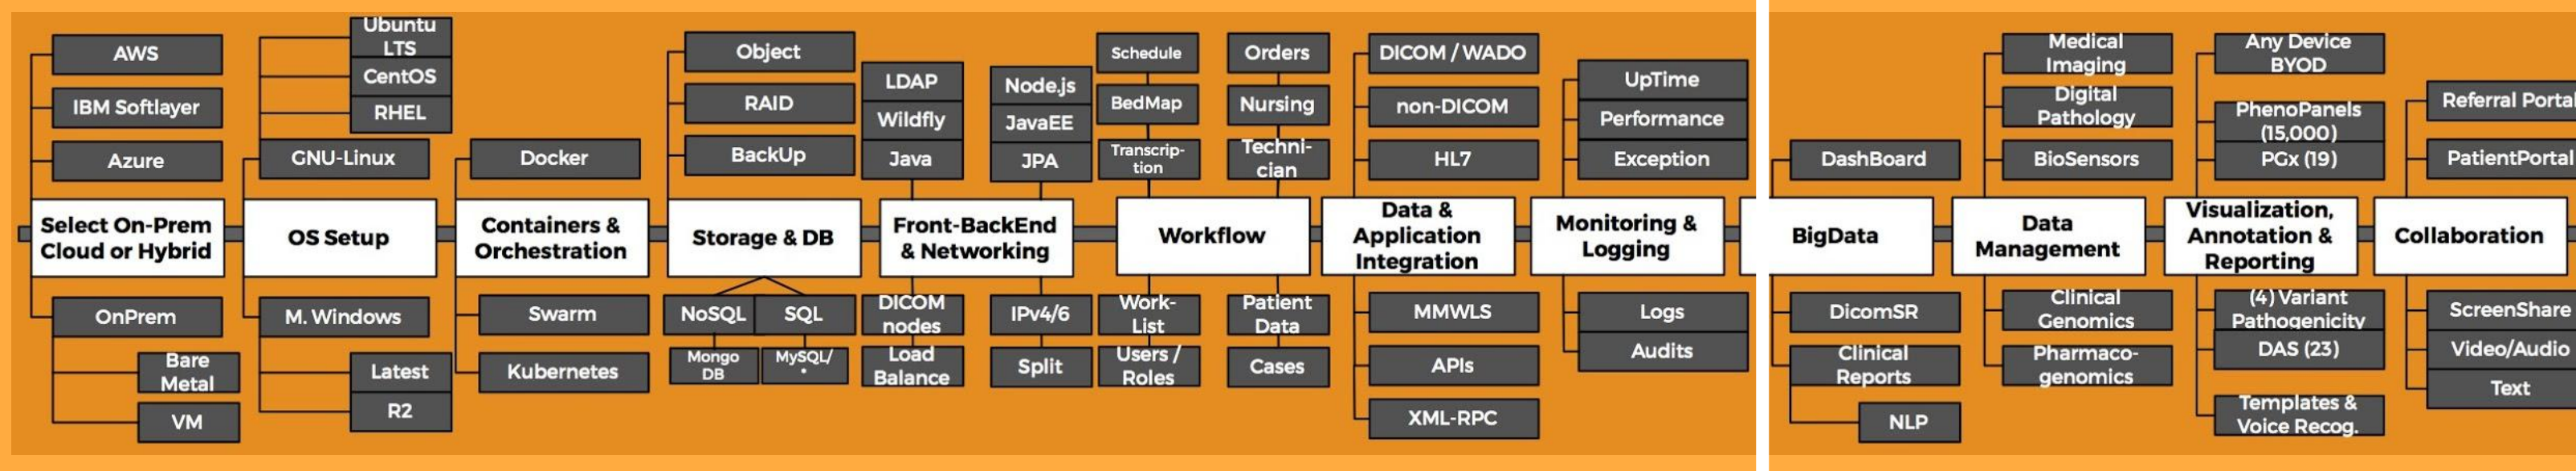 AWS
IBM Softlayer
Azure
Select On-Prem
Cloud or Hybrid
OnPrem
Bare
Metal
VM
Ubuntu
LTS
CentOS
RHEL
GNU-Linux
OS Setup
M. Windows
Latest
R2
Docker
Containers &
Orchestration
Swarm
Kubernetes
Object
RAID
BackUp
Storage & DB
NoSQL
SQL
Mongo
DB
MySQL/
*
LDAP
Wildfly
Java
Node.js
JavaEE
JPA
Front-BackEnd
& Networking
DICOM
nodes
Load
Balance
IPv4/6
Split
Schedule
BedMap
Transcrip-
tion
Orders
Nursing
Techni-
cian
Workflow
Work-
List
Users /
Roles
Patient
Data
Cases
DICOM / WADO
non-DICOM
HL7
Data &
Application
Integration
MMWLS
APIs
XML-RPC
UpTime
Performance
Exception
Monitoring &
Logging
Logs
Audits
DashBoard
BigData
DicomSR
Clinical
Reports
NLP
Medical
Imaging
Digital
Pathology
BioSensors
Data
Management
Clinical
Genomics
Pharmaco-
genomics
Any Device
BYOD
PhenoPanels
(15,000)
PGx (19)
Visualization,
Annotation &
Reporting
(4) Variant
Pathogenicity
DAS (23)
Templates &
Voice Recog.
Referral Portal
PatientPortal
Collaboration
ScreenShare
Video/Audio
Text